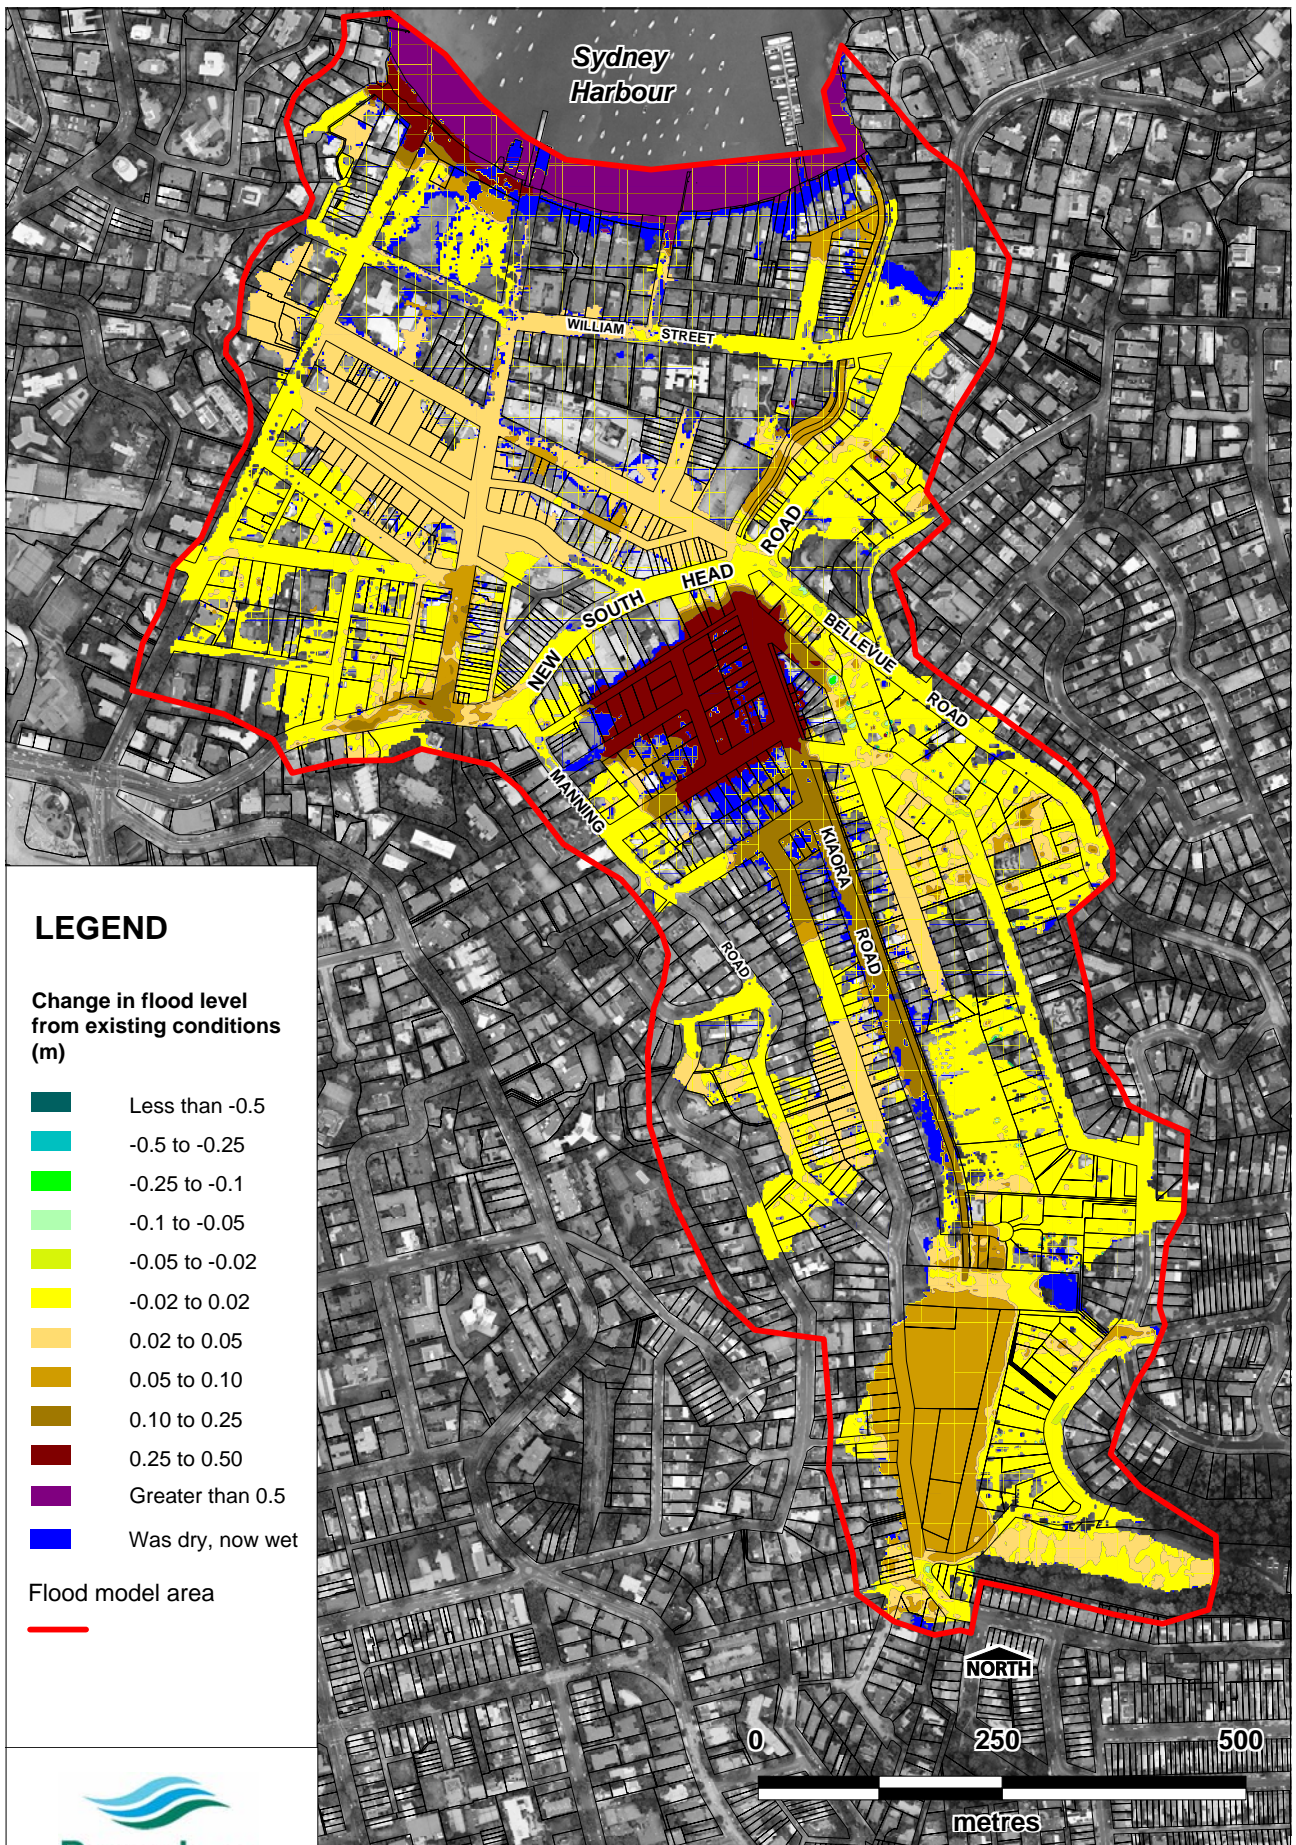 Sydney
Harbour
WILLIAM STREET
NEW SOUTH HEAD ROAD
BELLEVUE ROAD
MANNING
ROAD
KIAORA ROAD
LEGEND
Change in flood level
from existing conditions
(m)
Less than -0.5
-0.5 to -0.25
-0.25 to -0.1
-0.1 to -0.05
-0.05 to -0.02
-0.02 to 0.02
0.02 to 0.05
0.05 to 0.10
0.10 to 0.25
0.25 to 0.50
Greater than 0.5
Was dry, now wet
Flood model area
NORTH
0 250 500
metres